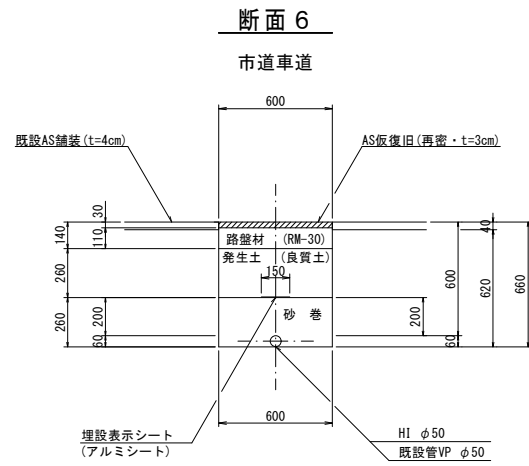 断面６
市道車道
600
既設AS舗装(t=4cm)
AS仮復旧(再密・t=3cm)
30
140
110
路盤材 (RM-30)
発生土 (良質土)
150
260
260
200
60
砂 巻
200
600
60
40
620
660
600
埋設表示シート
(アルミシート)
HI φ50
既設管VP φ50